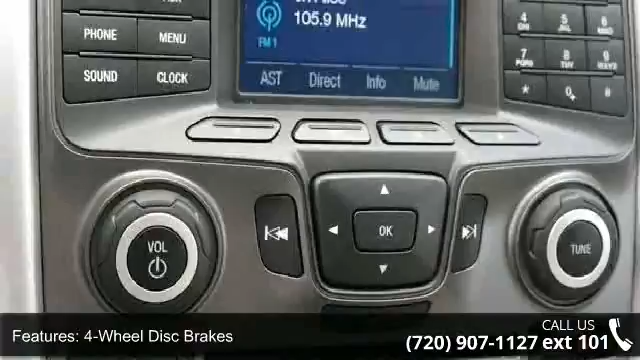 105.9 MHz
FM 1
AST Direct Info Mute
PHONE MENU
SOUND CLOCK
4 GHI 5 JKL 6 MNO
7 PQRS 8 TUV 9 WXYZ
* 0+ #
VOL
OK
TUNE
Features: 4-Wheel Disc Brakes
CALL US
(720) 907-1127 ext 101